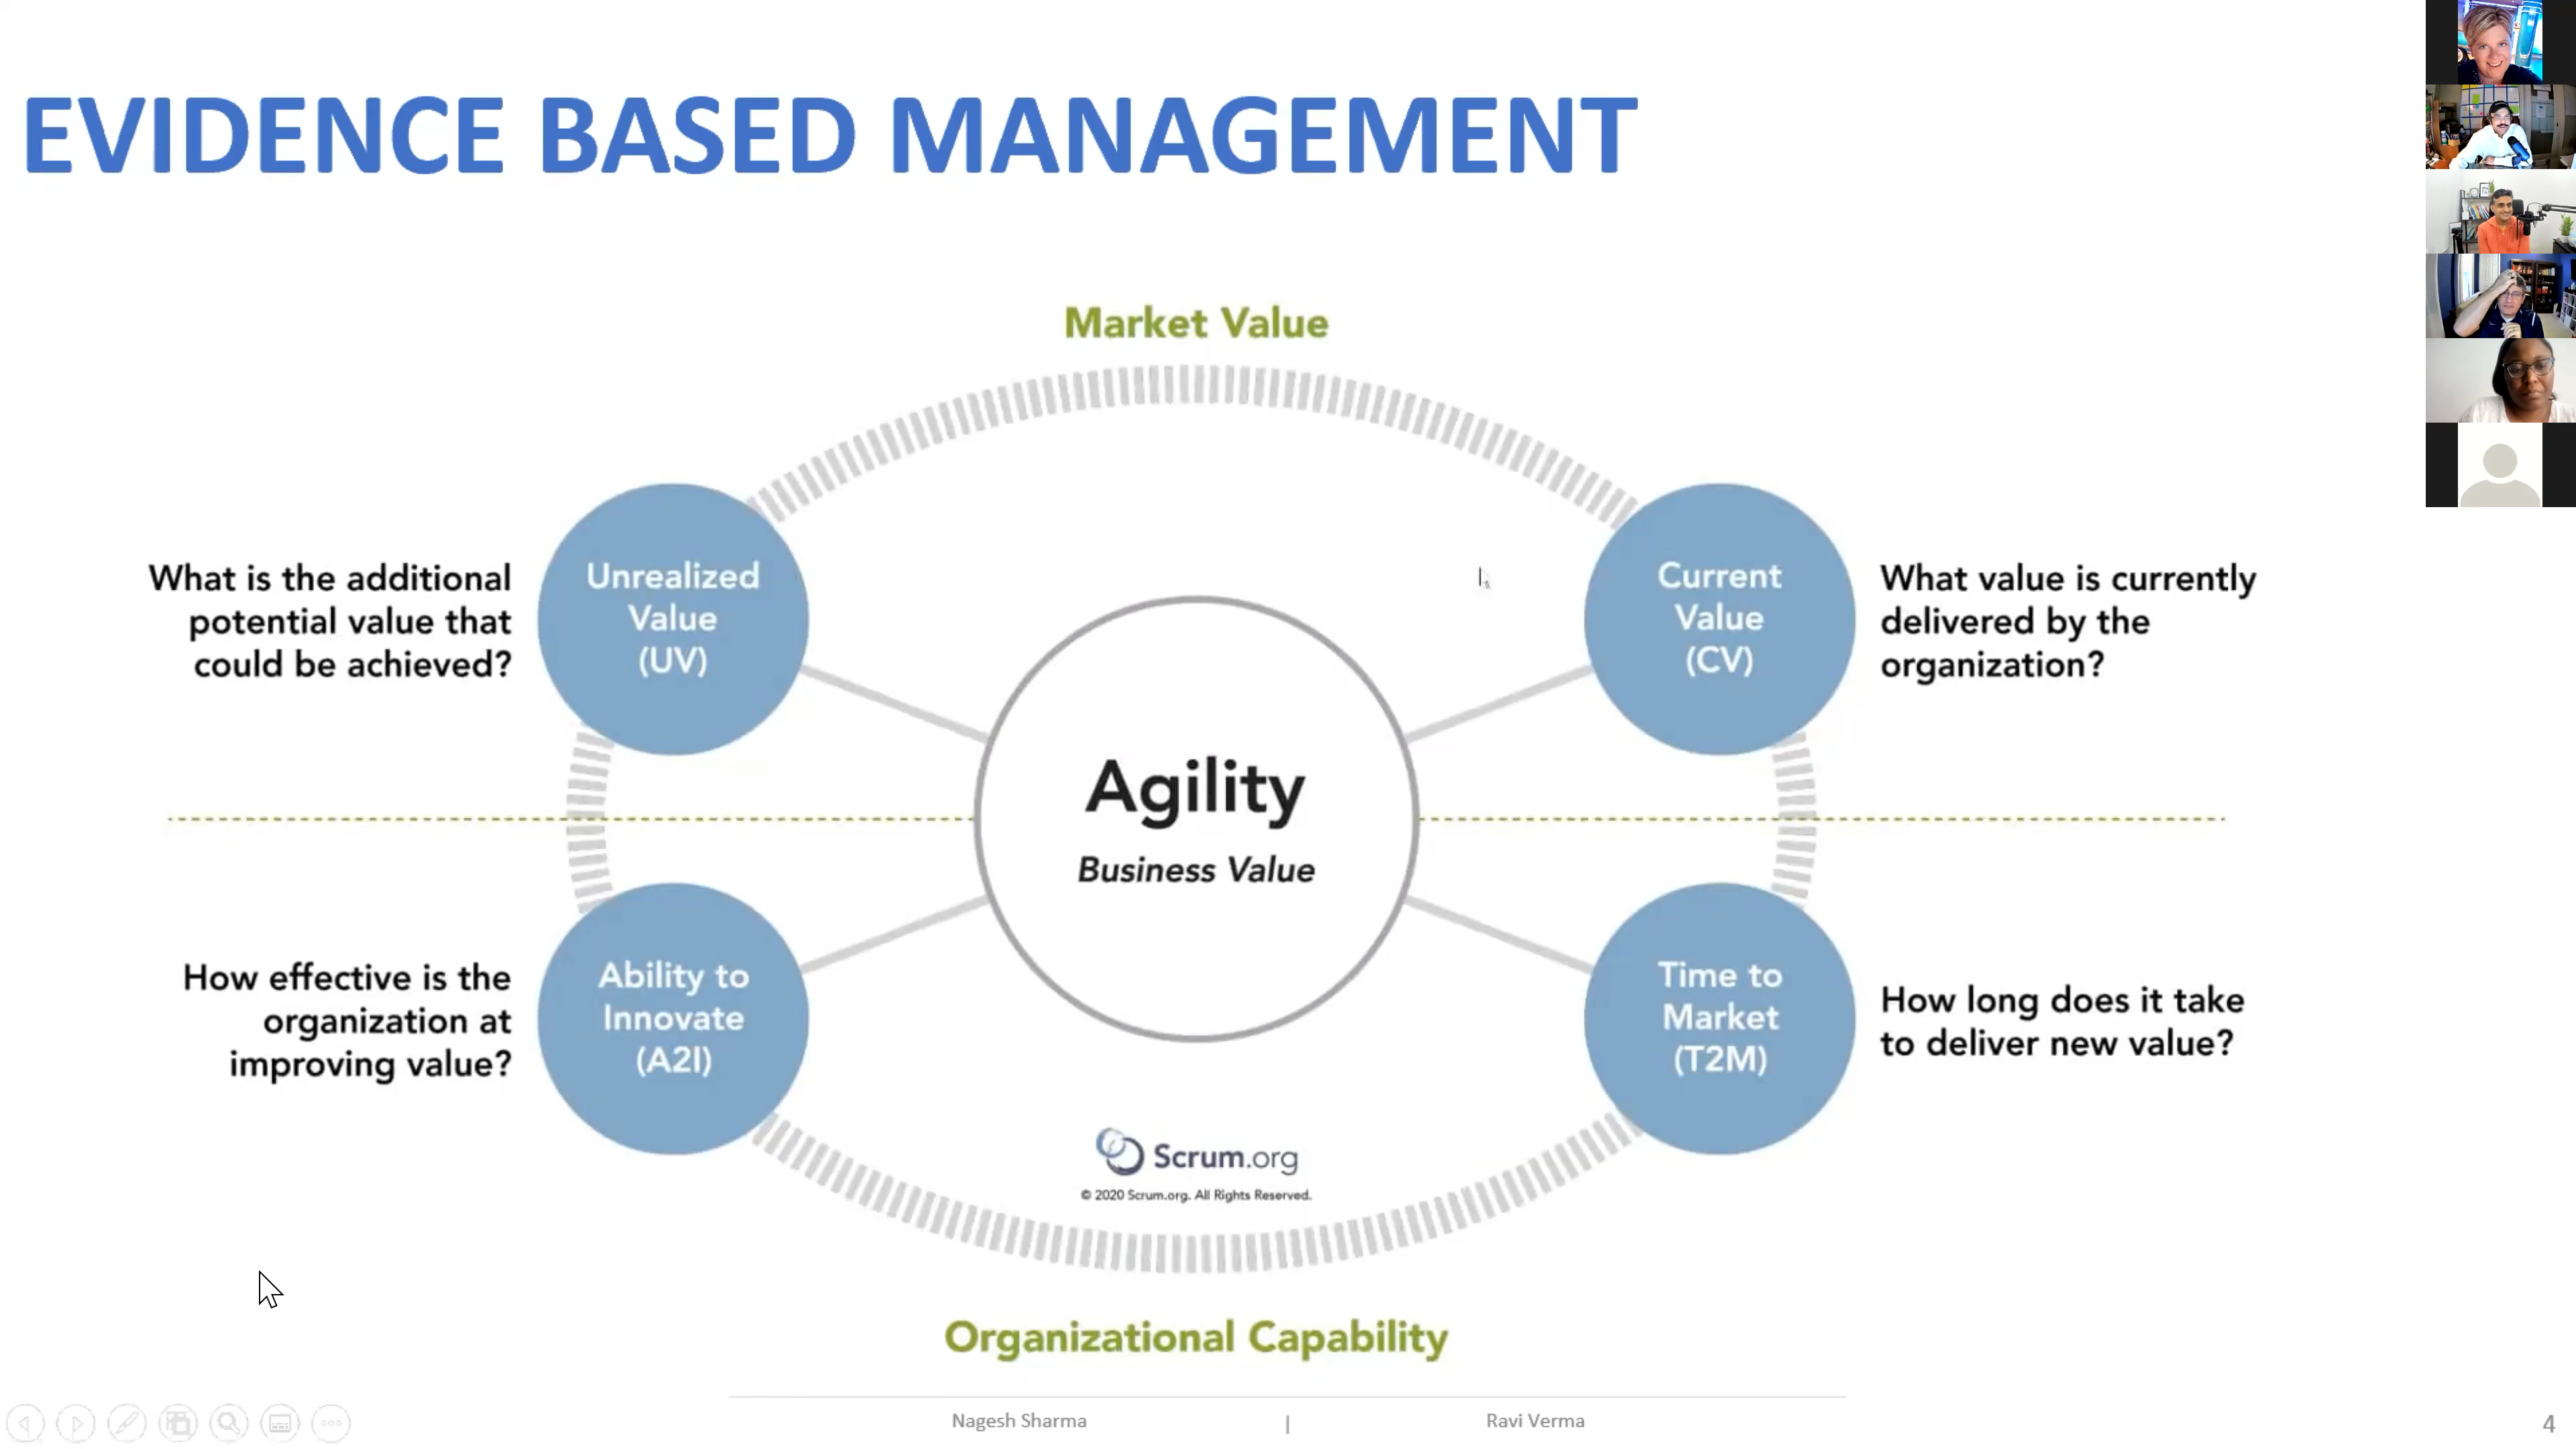 EVIDENCE BASED MANAGEMENT
Market Value
What is the additional
potential value that
could be achieved?
Unrealized
Value
(UV)
Current
Value
(CV)
What value is currently
delivered by the
organization?
Agility
Business Value
How effective is the
organization at
improving value?
Ability to
Innovate
(A2I)
Time to
Market
(T2M)
How long does it take
to deliver new value?
Scrum.org
© 2020 Scrum.org. All Rights Reserved.
Organizational Capability
Nagesh Sharma | Ravi Verma
4